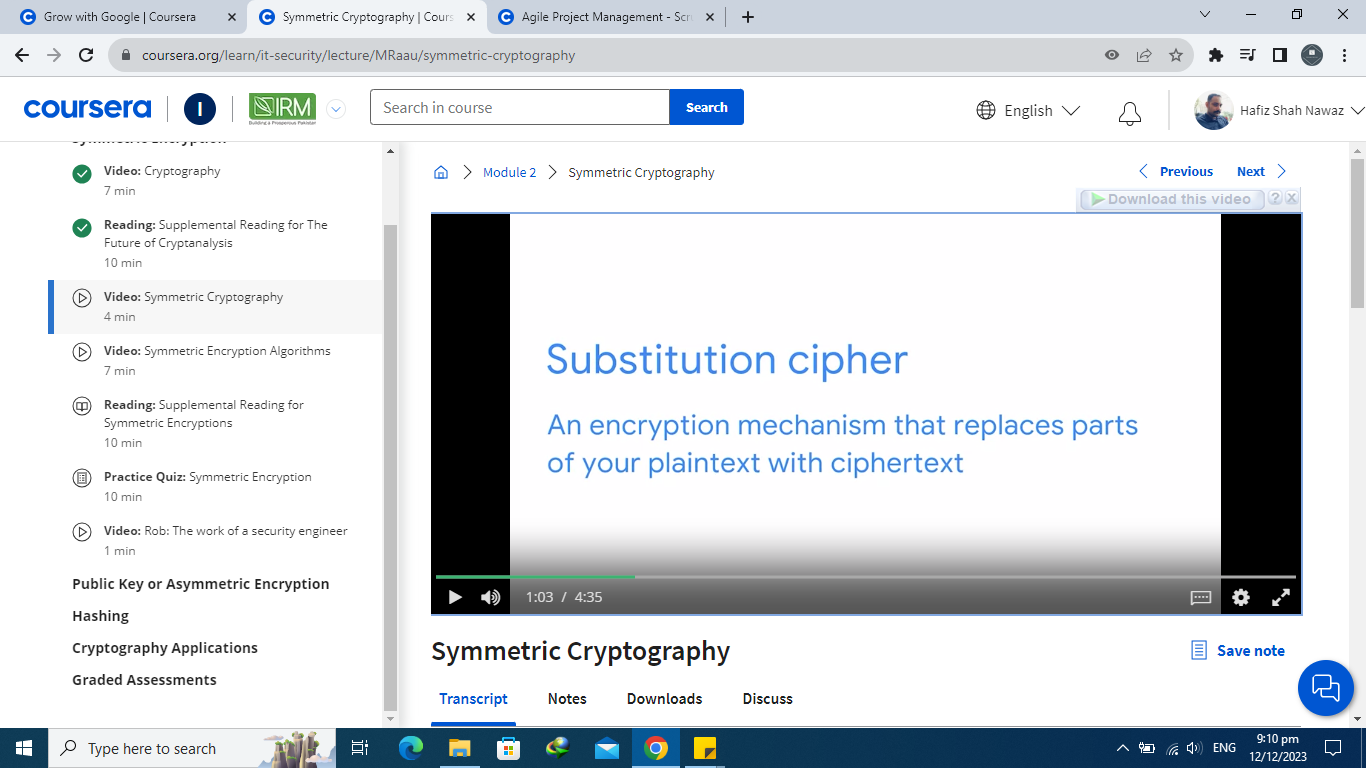 Grow with Google | Coursera
Symmetric Cryptography | Cours
Agile Project Management - Scr
coursera.org/learn/it-security/lecture/MRaau/symmetric-cryptography
coursera
I
IRM
Building a Prosperous Pakistan
Search in course
Search
English
Hafiz Shah Nawaz
Symmetric Encryption
Video: Cryptography
7 min
Reading: Supplemental Reading for The
Future of Cryptanalysis
10 min
Video: Symmetric Cryptography
4 min
Video: Symmetric Encryption Algorithms
7 min
Reading: Supplemental Reading for
Symmetric Encryptions
10 min
Practice Quiz: Symmetric Encryption
10 min
Video: Rob: The work of a security engineer
1 min
Public Key or Asymmetric Encryption
Hashing
Cryptography Applications
Graded Assessments
Module 2
Symmetric Cryptography
Previous
Next
Download this video ? X
Substitution cipher
An encryption mechanism that replaces parts
of your plaintext with ciphertext
1:03 / 4:35
Symmetric Cryptography
Save note
Transcript
Notes
Downloads
Discuss
Type here to search
ENG
9:10 pm
12/12/2023